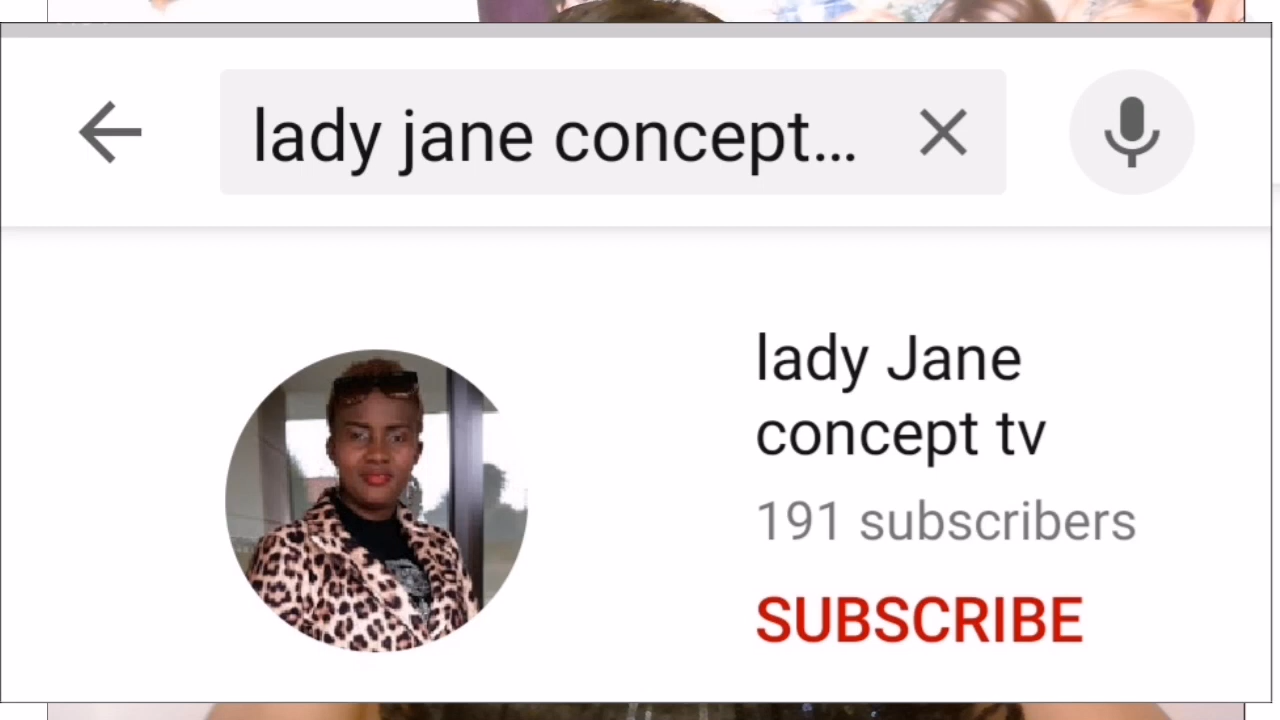 lady jane concept...
lady Jane
concept tv
191 subscribers
SUBSCRIBE